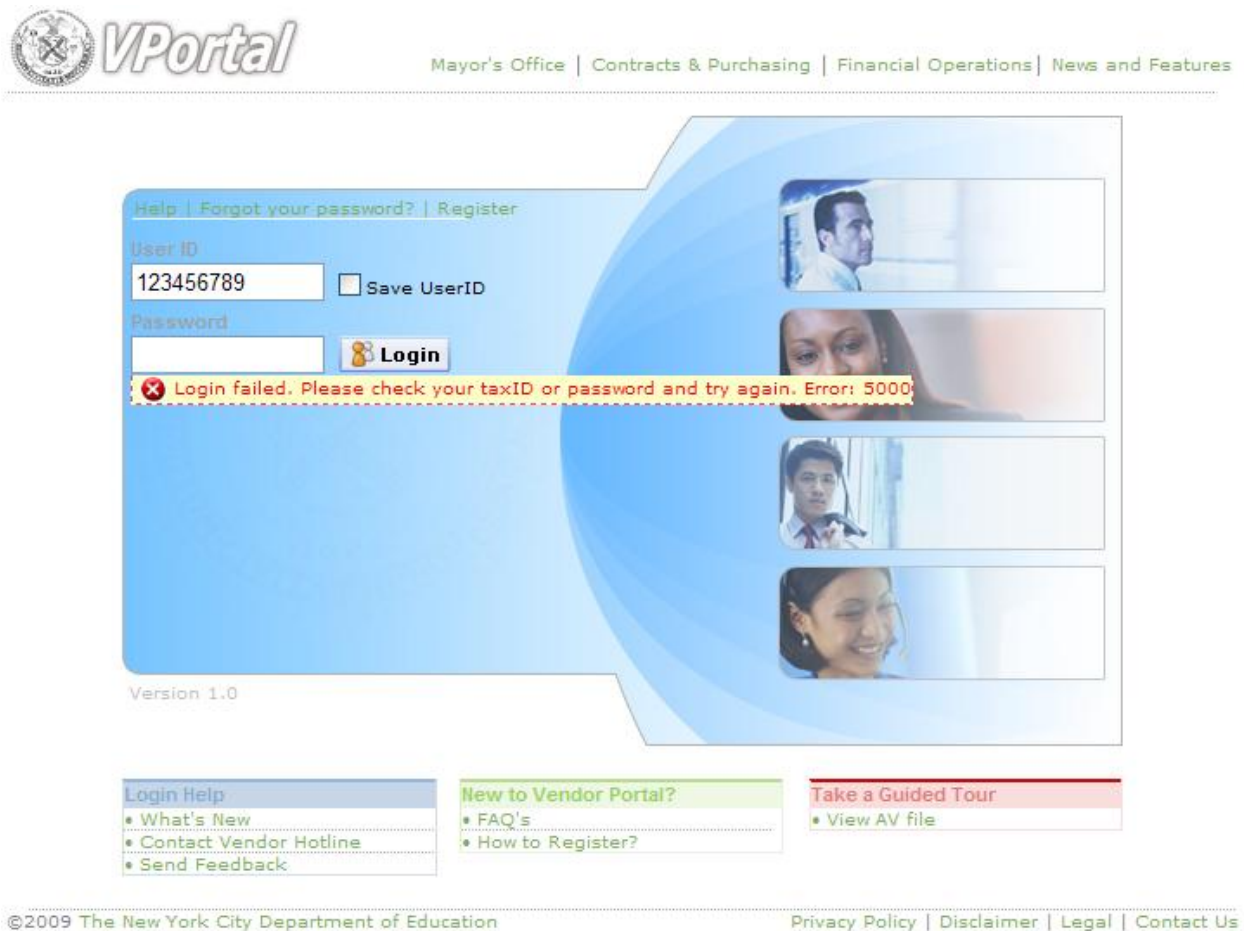 VPortal
Mayor's Office | Contracts & Purchasing | Financial Operations | News and Features
Help | Forgot your password? | Register
User ID
123456789
Save UserID
Password
Login
Login failed. Please check your taxID or password and try again. Error: 5000
Version 1.0
Login Help
• What's New
• Contact Vendor Hotline
• Send Feedback
New to Vendor Portal?
• FAQ's
• How to Register?
Take a Guided Tour
• View AV file
©2009 The New York City Department of Education
Privacy Policy | Disclaimer | Legal | Contact Us